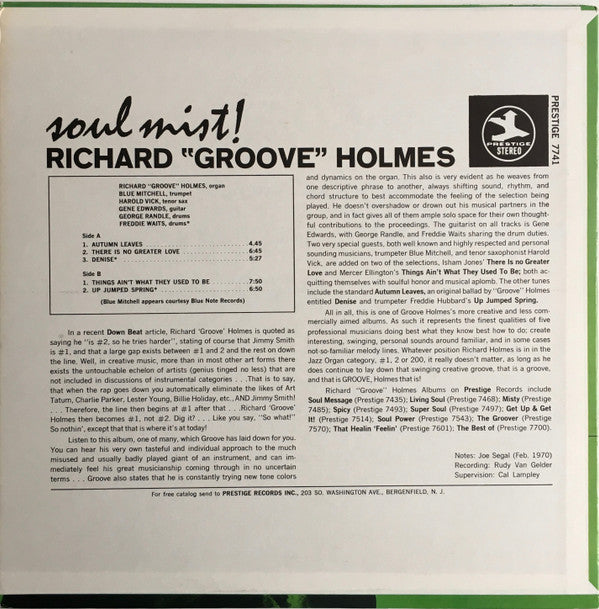 soul mist!
RICHARD "GROOVE" HOLMES
PRESTIGE
STEREO
PRESTIGE 7741
RICHARD "GROOVE" HOLMES, organ
BLUE MITCHELL, trumpet
HAROLD VICK, tenor sax
GENE EDWARDS, guitar
GEORGE RANDLE, drums
FREDDIE WAITS, drums*
Side A
1. AUTUMN LEAVES . . . . . . . . . . . . . . . . . . . . . . . 4.45
2. THERE IS NO GREATER LOVE . . . . . . . . . . . . 6:45
3. DENISE* . . . . . . . . . . . . . . . . . . . . . . . . . . . . . 5:27
Side B
1. THINGS AIN'T WHAT THEY USED TO BE . . . . . . 7:50
2. UP JUMPED SPRING* . . . . . . . . . . . . . . . . . . . 6:50
(Blue Mitchell appears courtesy Blue Note Records)
In a recent Down Beat article, Richard 'Groove' Holmes is quoted as
saying he "is #2, so he tries harder", stating of course that Jimmy Smith
is #1, and that a large gap exists between #1 and 2 and the rest on down
the line. Well, in creative music, more than in most other art forms there
exists the untouchable echelon of artists (genius tinged no less) that are
not included in discussions of instrumental categories . . . That is to say,
that when the rap goes down you automatically eliminate the likes of Art
Tatum, Charlie Parker, Lester Young, Billie Holiday, etc., AND Jimmy Smith!
. . . Therefore, the line then begins at #1 after that . . . Richard 'Groove'
Holmes then becomes #1, not #2. Dig it? . . . Like you say, "So what!"
So nothin', except that that is where it's at today!
Listen to this album, one of many, which Groove has laid down for you.
You can hear his very own tasteful and individual approach to the much
misused and usually badly played giant of an instrument, and can im-
mediately feel his great musicianship coming through in no uncertain
terms . . . Groove also states that he is constantly trying new tone colors
and dynamics on the organ. This also is very evident as he weaves from
one descriptive phrase to another, always shifting sound, rhythm, and
chord structure to best accommodate the feeling of the selection being
played. He doesn't overshadow or drown out his musical partners in the
group, and in fact gives all of them ample solo space for their own thought-
ful contributions to the proceedings. The guitarist on all tracks is Gene
Edwards, with George Randle, and Freddie Waits sharing the drum duties.
Two very special guests, both well known and highly respected and personal
sounding musicians, trumpeter Blue Mitchell, and tenor saxophonist Harold
Vick, are added on two of the selections, Isham Jones' There is no Greater
Love and Mercer Ellington's Things Ain't What They Used To Be; both ac-
quitting themselves with soulful honor and musical aplomb. The other tunes
include the standard Autumn Leaves, an original ballad by "Groove" Holmes
entitled Denise and trumpeter Freddie Hubbard's Up Jumped Spring.
All in all, this is one of Groove Holmes's more creative and less com-
mercially aimed albums. As such it represents the finest qualities of five
professional musicians doing best what they know best how to do; create
interesting, swinging, personal sounds around familiar, and in some cases
not-so-familiar melody lines. Whatever position Richard Holmes is in in the
Jazz Organ category, #1, 2 or 200, it really doesn't matter, as long as he
does continue to lay down that swinging creative groove, that is a groove,
and that is GROOVE, Holmes that is!
Richard "Groove" Holmes Albums on Prestige Records include
Soul Message (Prestige 7435); Living Soul (Prestige 7468); Misty (Prestige
7485); Spicy (Prestige 7493); Super Soul (Prestige 7497); Get Up & Get
It! (Prestige 7514); Soul Power (Prestige 7543); The Groover (Prestige
7570); That Healin' Feelin' (Prestige 7601); The Best of (Prestige 7700).
Notes: Joe Segal (Feb. 1970)
Recording: Rudy Van Gelder
Supervision: Cal Lampley
For free catalog send to PRESTIGE RECORDS INC., 203 SO. WASHINGTON AVE., BERGENFIELD, N. J.